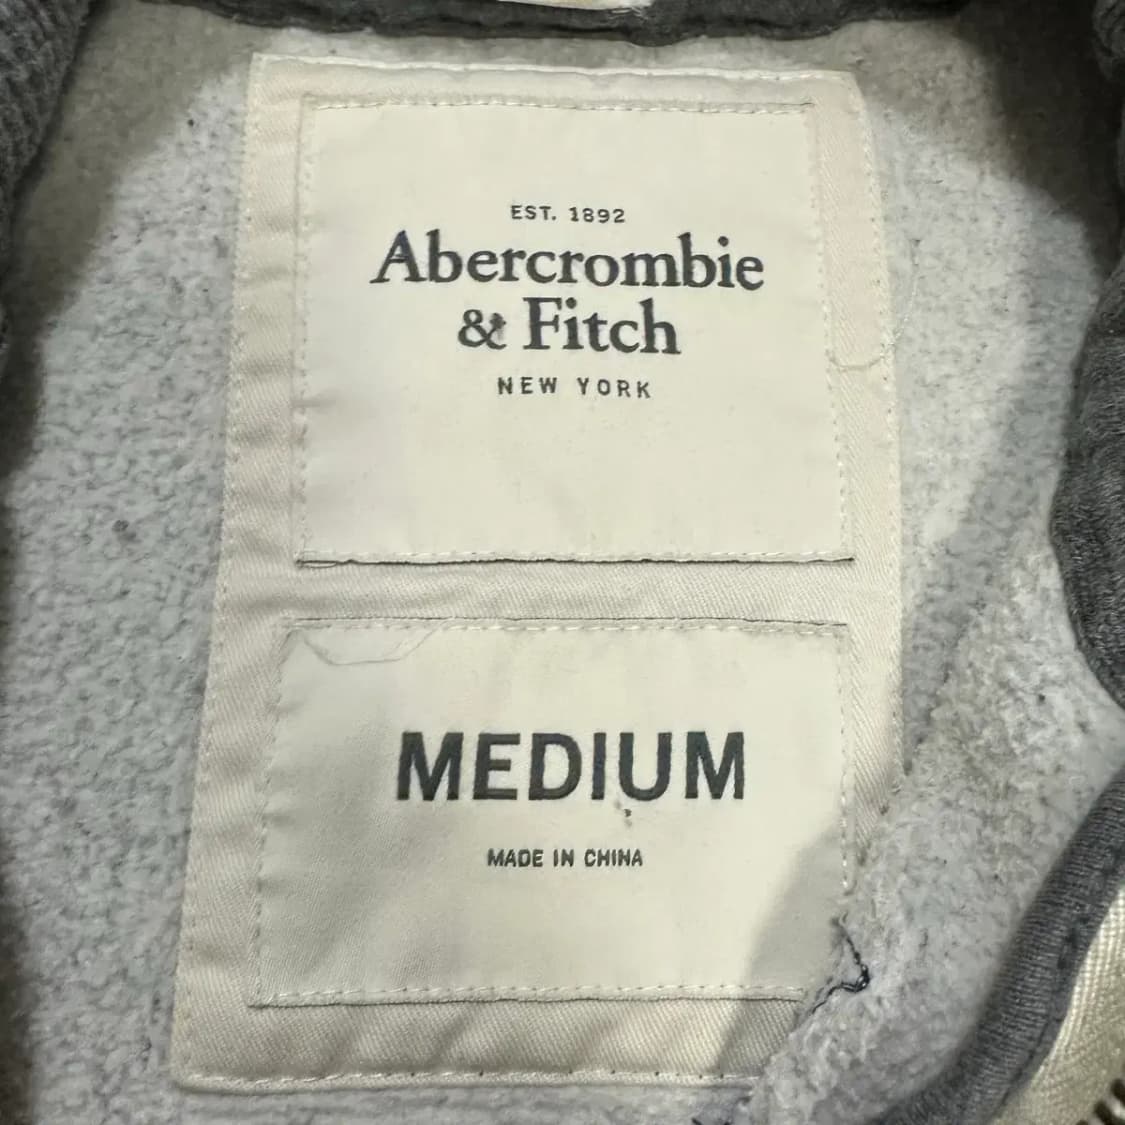 EST. 1892
Abercrombie
& Fitch
NEW YORK
MEDIUM
MADE IN CHINA